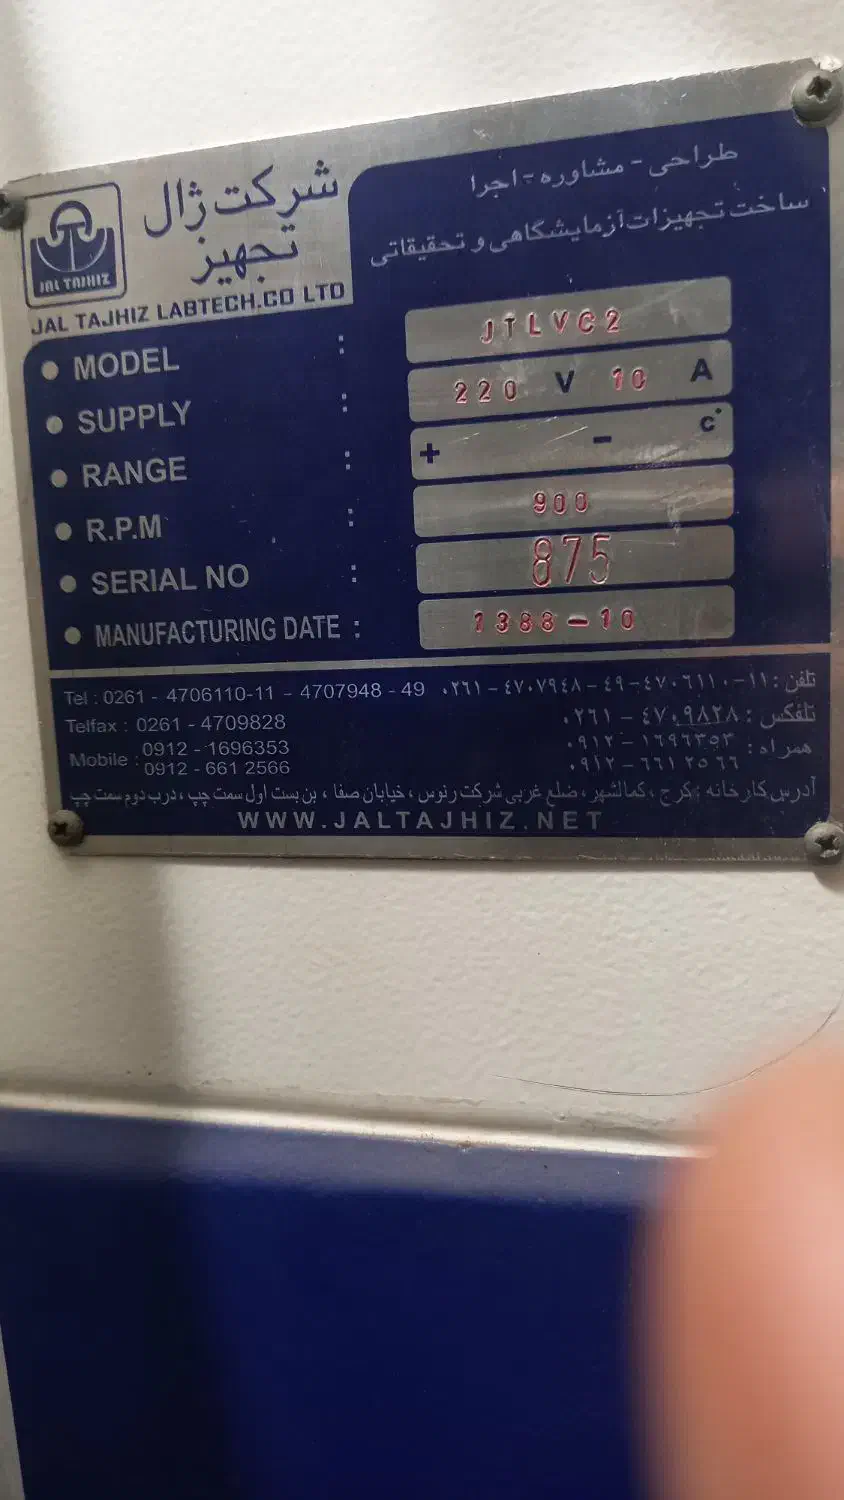 JAL TAJHIZ
شرکت ژال
تجهیز
JAL TAJHIZ LABTECH.CO LTD
طراحی - مشاوره - اجرا
ساخت تجهیزات آزمایشگاهی و تحقیقاتی
MODEL : JTLVC2
SUPPLY : 220 V 10 A
RANGE : + - c°
R.P.M : 900
SERIAL NO : 875
MANUFACTURING DATE : 1388-10
Tel : 0261 - 4706110-11 - 4707948 - 49
تلفن : ۱۱-۴۷۰۶۱۱۰-۴۹-۴۷۰۷۹۴۸-۰۲۶۱
Telfax : 0261 - 4709828
تلفکس : ۴۷۰۹۸۲۸ - ۰۲۶۱
Mobile : 0912 - 1696353
0912 - 661 2566
همراه : ۱۶۹۶۳۵۳ - ۰۹۱۲
۶۶۱۲۵۶۶ - ۰۹۱۲
آدرس کارخانه : کرج ، کمالشهر ، ضلع غربی شرکت رنوس ، خیابان صفا ، بن بست اول سمت چپ ، درب دوم سمت چپ
WWW.JALTAJHIZ.NET